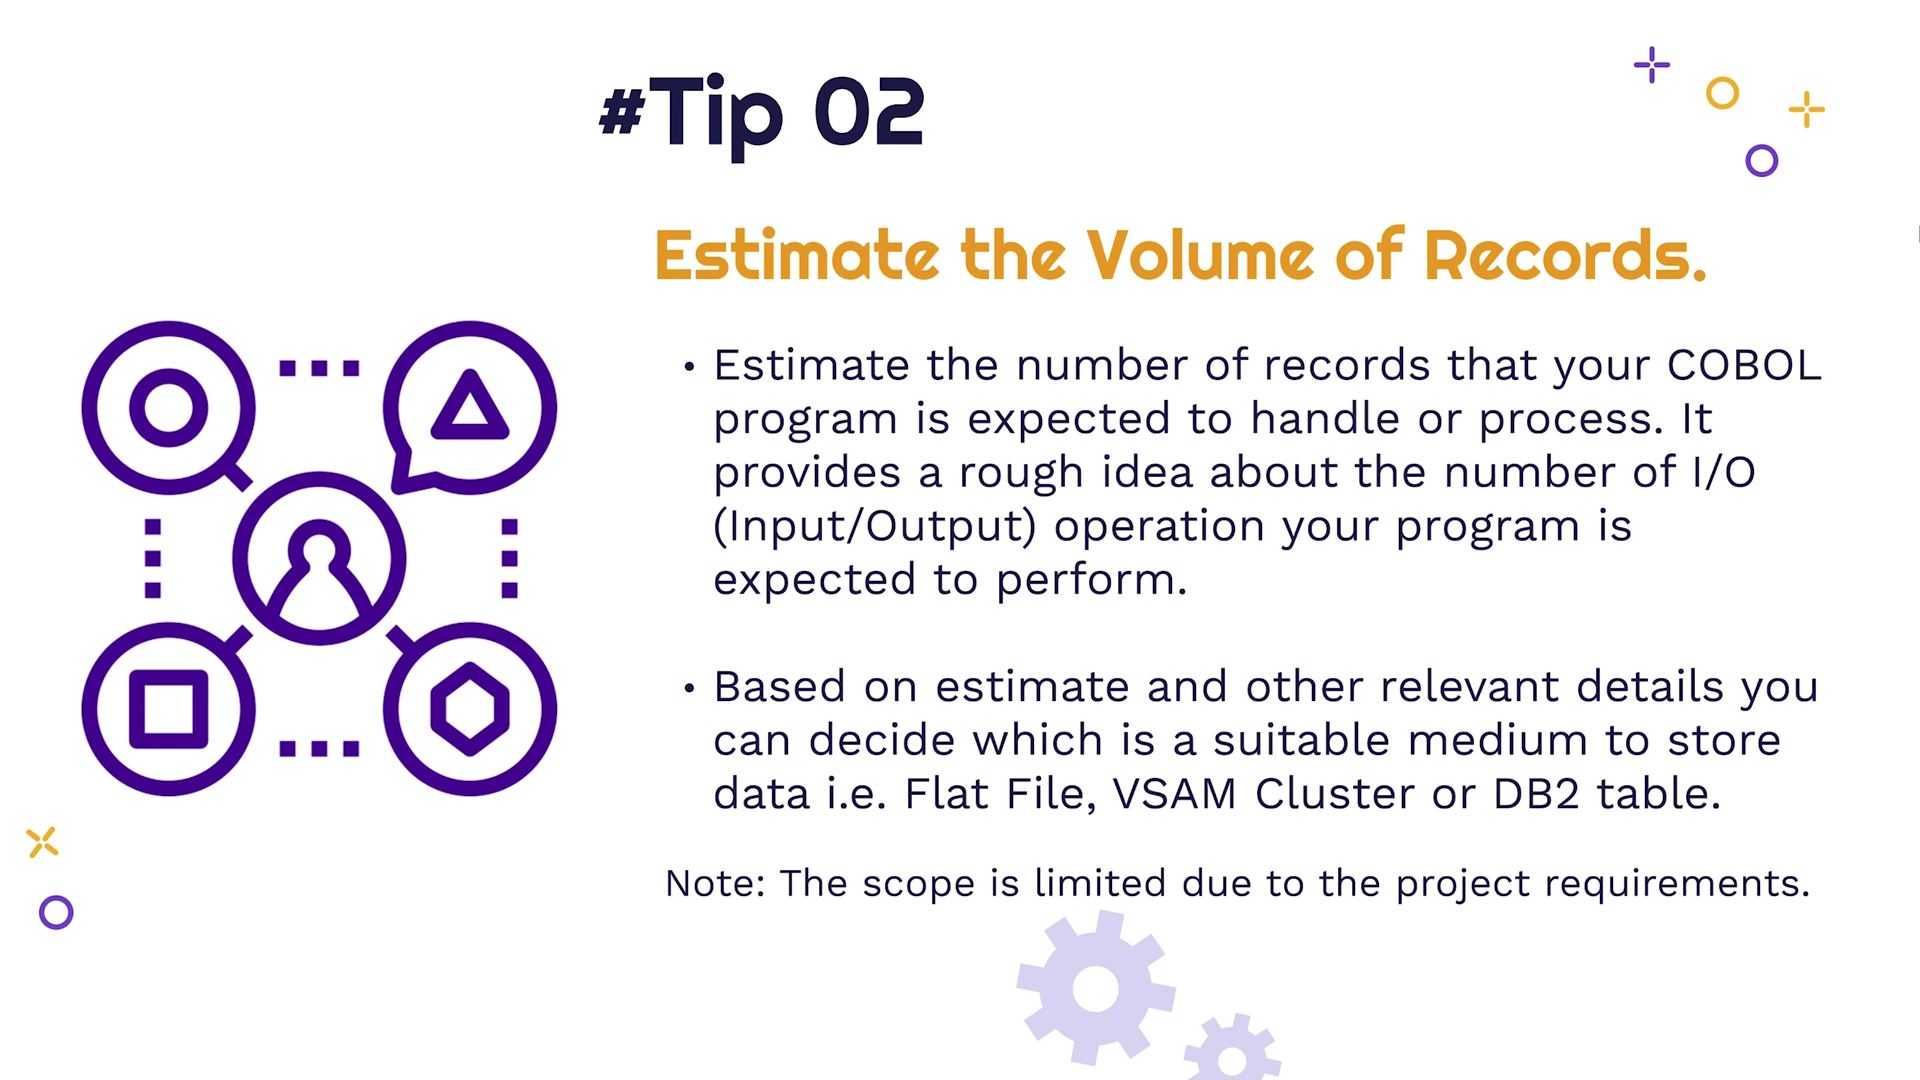 #Tip 02
Estimate the Volume of Records.
• Estimate the number of records that your COBOL
program is expected to handle or process. It
provides a rough idea about the number of I/O
(Input/Output) operation your program is
expected to perform.
• Based on estimate and other relevant details you
can decide which is a suitable medium to store
data i.e. Flat File, VSAM Cluster or DB2 table.
Note: The scope is limited due to the project requirements.